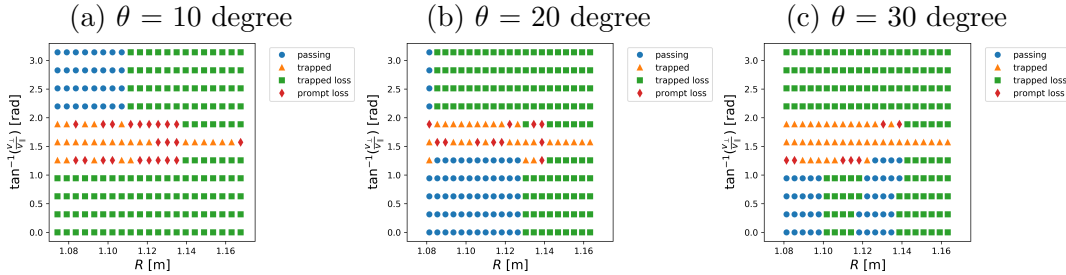 (a) θ = 10 degree
3.0
2.5
2.0
1.5
1.0
0.5
0.0
tan⁻¹(v⊥/v∥) [rad]
1.08 1.10 1.12 1.14 1.16
R [m]
passing
trapped
trapped loss
prompt loss
(b) θ = 20 degree
3.0
2.5
2.0
1.5
1.0
0.5
0.0
tan⁻¹(v⊥/v∥) [rad]
1.08 1.10 1.12 1.14 1.16
R [m]
passing
trapped
trapped loss
prompt loss
(c) θ = 30 degree
3.0
2.5
2.0
1.5
1.0
0.5
0.0
tan⁻¹(v⊥/v∥) [rad]
1.08 1.10 1.12 1.14 1.16
R [m]
passing
trapped
trapped loss
prompt loss